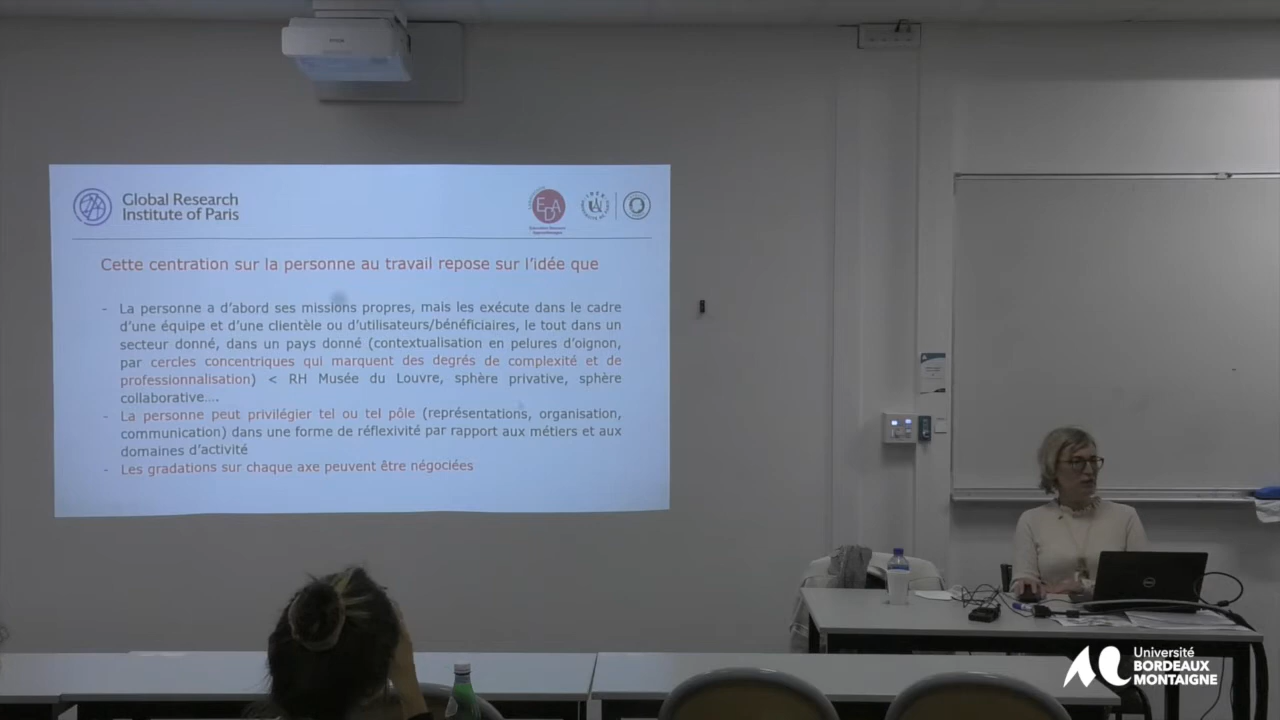 EPSON
Global Research
Institute of Paris
EDA
Cette centration sur la personne au travail repose sur l'idée que
- La personne a d'abord ses missions propres, mais les exécute dans le cadre
d'une équipe et d'une clientèle ou d'utilisateurs/bénéficiaires, le tout dans un
secteur donné, dans un pays donné (contextualisation en pelures d'oignon,
par cercles concentriques qui marquent des degrés de complexité et de
professionnalisation) < RH Musée du Louvre, sphère privative, sphère
collaborative....
- La personne peut privilégier tel ou tel pôle (représentations, organisation,
communication) dans une forme de réflexivité par rapport aux métiers et aux
domaines d'activité
- Les gradations sur chaque axe peuvent être négociées
DELL
Université
BORDEAUX
MONTAIGNE